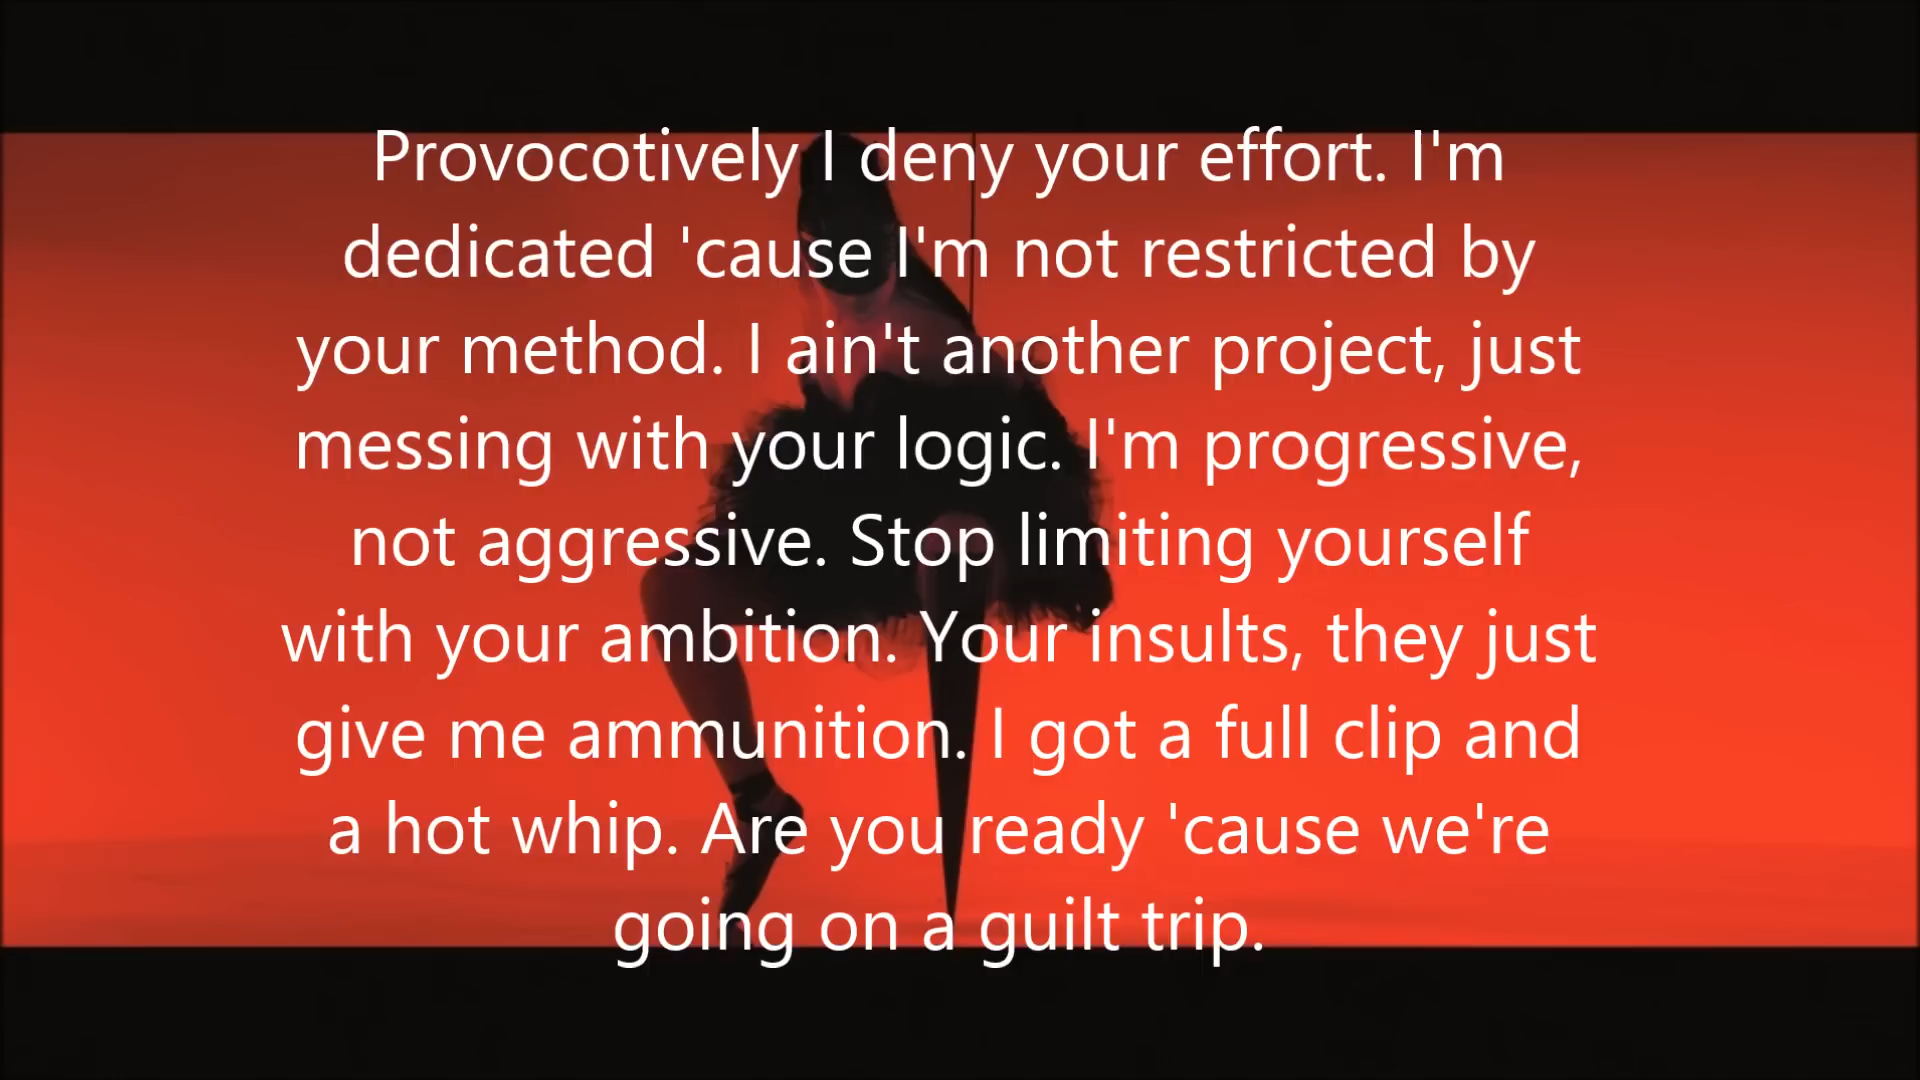 Provocotively I deny your effort. I'm
dedicated 'cause I'm not restricted by
your method. I ain't another project, just
messing with your logic. I'm progressive,
not aggressive. Stop limiting yourself
with your ambition. Your insults, they just
give me ammunition. I got a full clip and
a hot whip. Are you ready 'cause we're
going on a guilt trip.